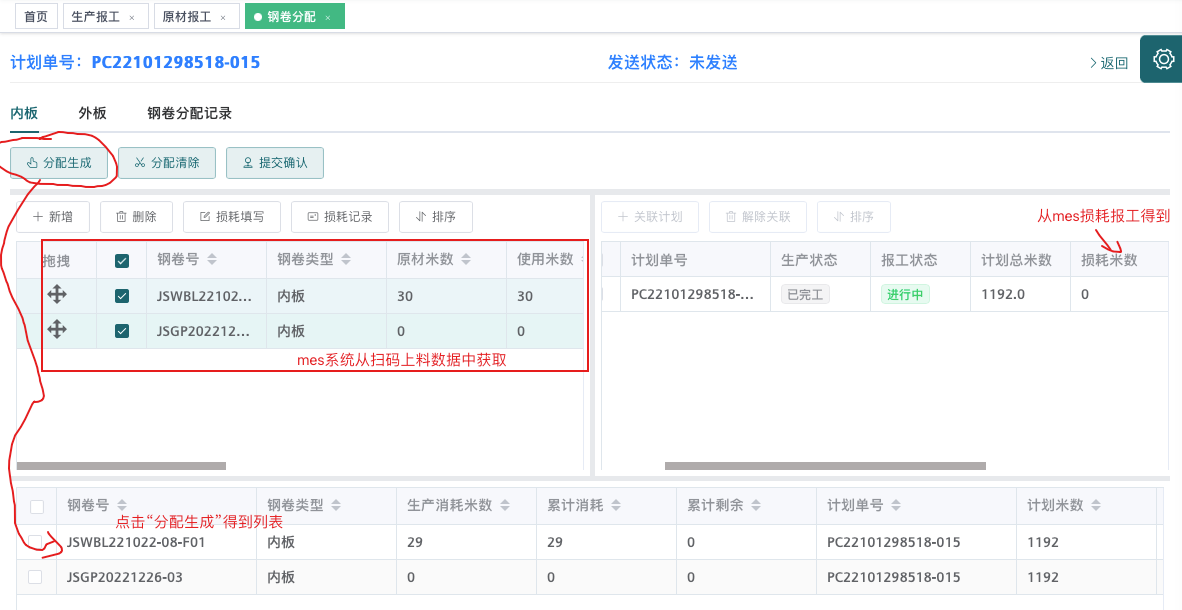 首页 生产报工 × 原材报工 × 钢卷分配 ×
计划单号：PC22101298518-015 发送状态：未发送 返回
内板 外板 钢卷分配记录
分配生成 分配清除 提交确认
新增 删除 损耗填写 损耗记录 排序 关联计划 解除关联 排序 从mes损耗报工得到
拖拽 钢卷号 钢卷类型 原材米数 使用米数 计划单号 生产状态 报工状态 计划总米数 损耗米数
JSWBL22102... 内板 30 30 PC22101298518-... 已完工 进行中 1192.0 0
JSGP202212... 内板 0 0
mes系统从扫码上料数据中获取
钢卷号 钢卷类型 生产消耗米数 累计消耗 累计剩余 计划单号 计划米数
点击“分配生成”得到列表
JSWBL221022-08-F01 内板 29 29 0 PC22101298518-015 1192
JSGP20221226-03 内板 0 0 0 PC22101298518-015 1192